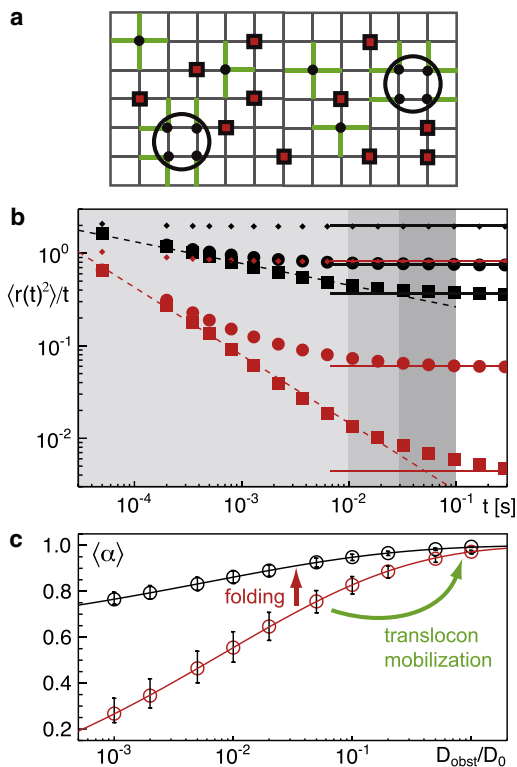 a
b
10⁰
10⁻¹
10⁻²
⟨r(t)²⟩/t
10⁻⁴
10⁻³
10⁻²
10⁻¹
t [s]
c
1.0
0.8
0.6
0.4
0.2
⟨α⟩
folding
translocon
mobilization
10⁻³
10⁻²
10⁻¹
D_obst/D_0